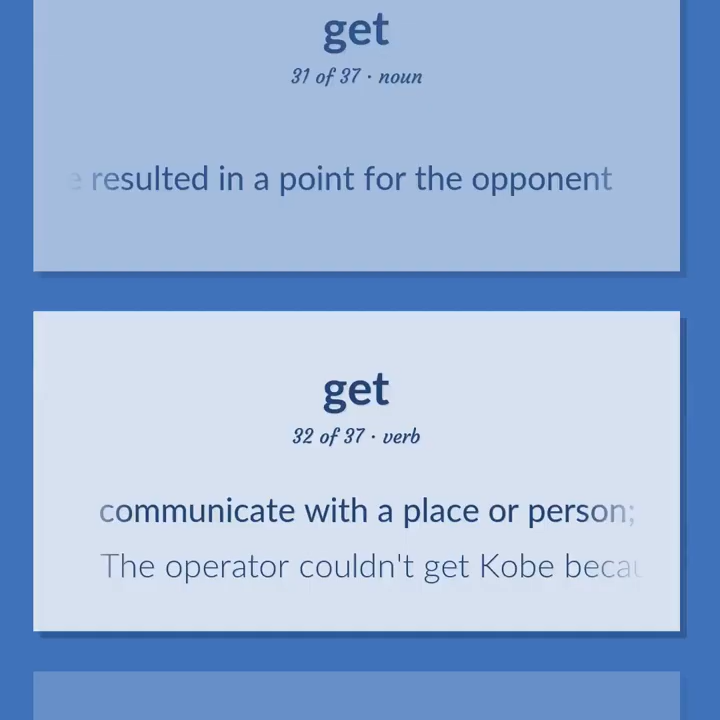 get
31 of 37 · noun
e resulted in a point for the opponent
get
32 of 37 · verb
communicate with a place or person;
The operator couldn't get Kobe becau